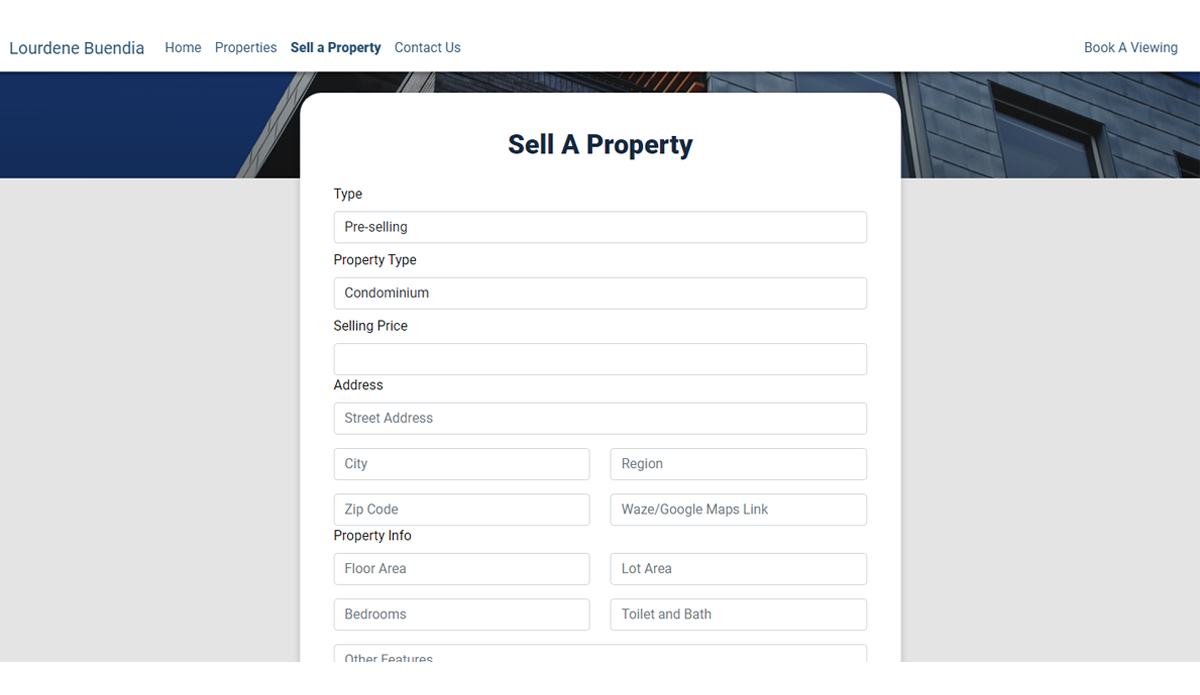 Lourdene Buendia Home Properties Sell a Property Contact Us Book A Viewing
Sell A Property
Type
Pre-selling
Property Type
Condominium
Selling Price
Address
Street Address
City Region
Zip Code Waze/Google Maps Link
Property Info
Floor Area Lot Area
Bedrooms Toilet and Bath
Other Features